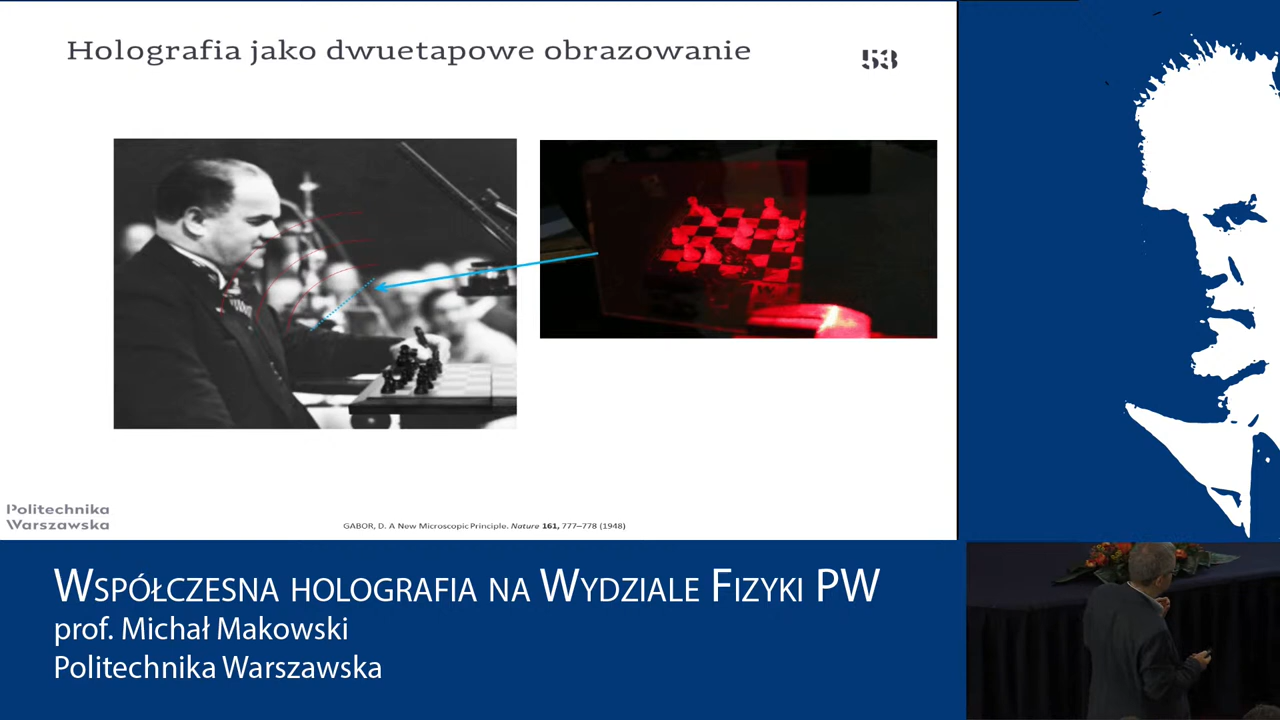 Holografia jako dwuetapowe obrazowanie
53
Politechnika
Warszawska
GABOR, D. A New Microscopic Principle. Nature 161, 777–778 (1948)
WSPÓŁCZESNA HOLOGRAFIA NA WYDZIALE FIZYKI PW
prof. Michał Makowski
Politechnika Warszawska